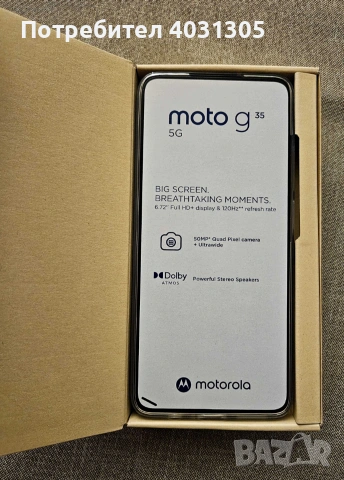 Потребител 4031305
moto g 35
5G
BIG SCREEN.
BREATHTAKING MOMENTS.
6.72" Full HD+ display & 120Hz** refresh rate
50MP* Quad Pixel camera
+ Ultrawide
Dolby
ATMOS
Powerful Stereo Speakers
motorola
BAZAR